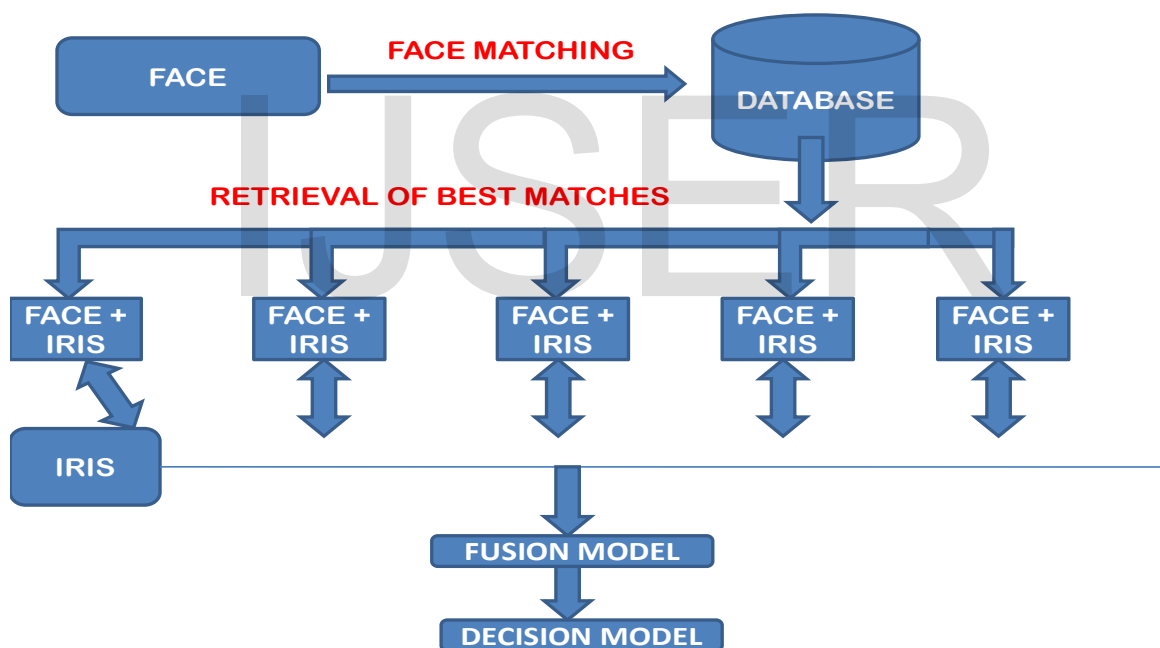 FACE MATCHING
FACE
DATABASE
IJSER
RETRIEVAL OF BEST MATCHES
FACE +
IRIS
FACE +
IRIS
FACE +
IRIS
FACE +
IRIS
FACE +
IRIS
IRIS
FUSION MODEL
DECISION MODEL